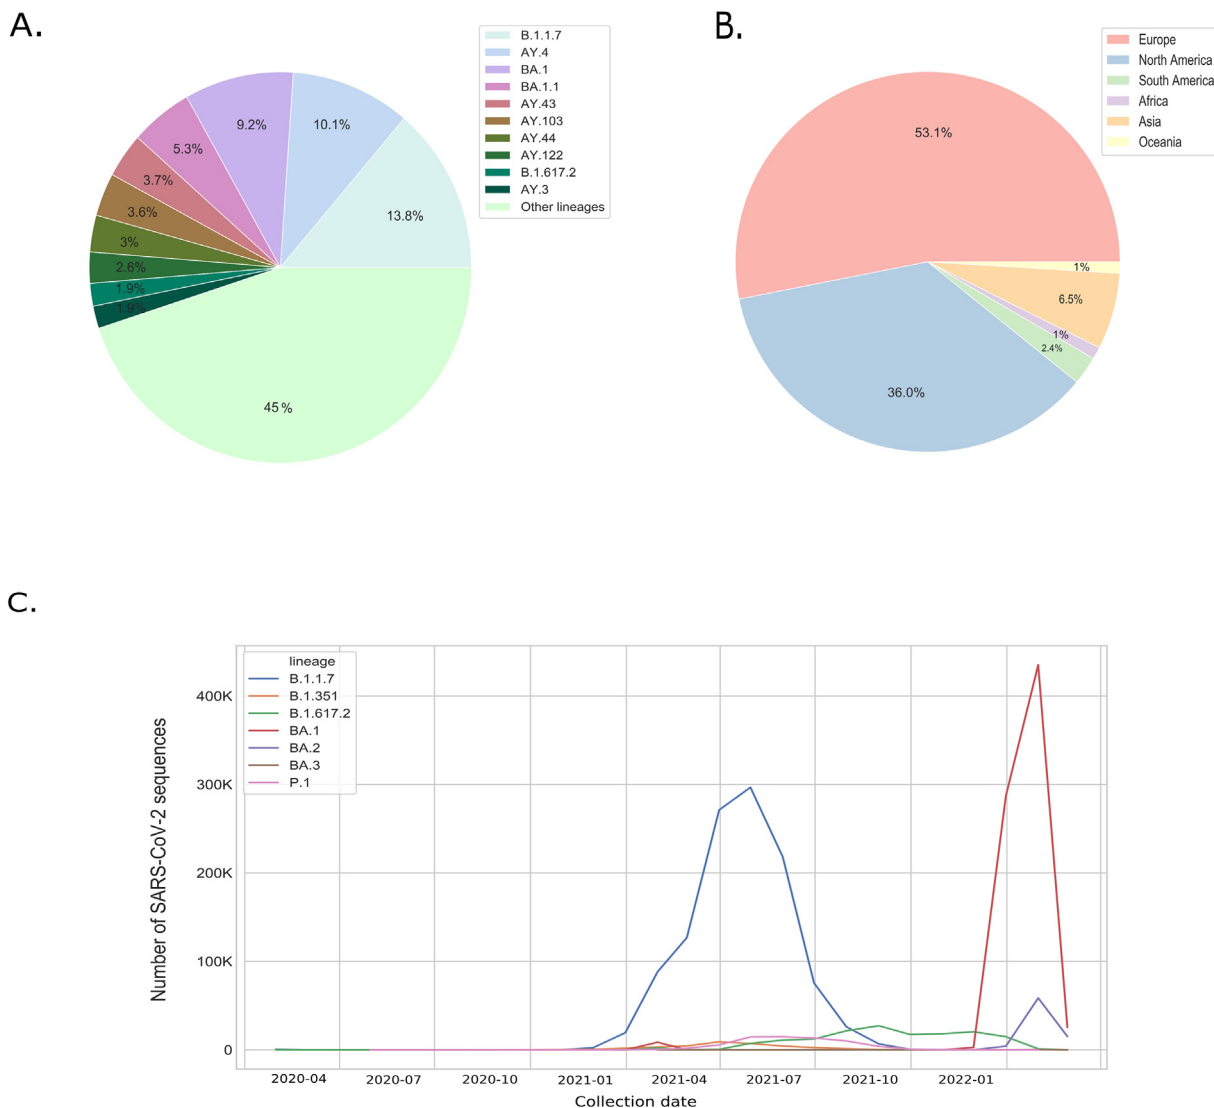 A.
B.1.1.7
AY.4
BA.1
BA.1.1
AY.43
AY.103
AY.44
AY.122
B.1.617.2
AY.3
Other lineages
13.8%
10.1%
9.2%
5.3%
3.7%
3.6%
3%
2.6%
1.9%
1.9%
45%
B.
Europe
North America
South America
Africa
Asia
Oceania
53.1%
36.0%
2.4%
1%
6.5%
1%
C.
lineage
B.1.1.7
B.1.351
B.1.617.2
BA.1
BA.2
BA.3
P.1
Number of SARS-CoV-2 sequences
400K
300K
200K
100K
0
2020-04 2020-07 2020-10 2021-01 2021-04 2021-07 2021-10 2022-01
Collection date